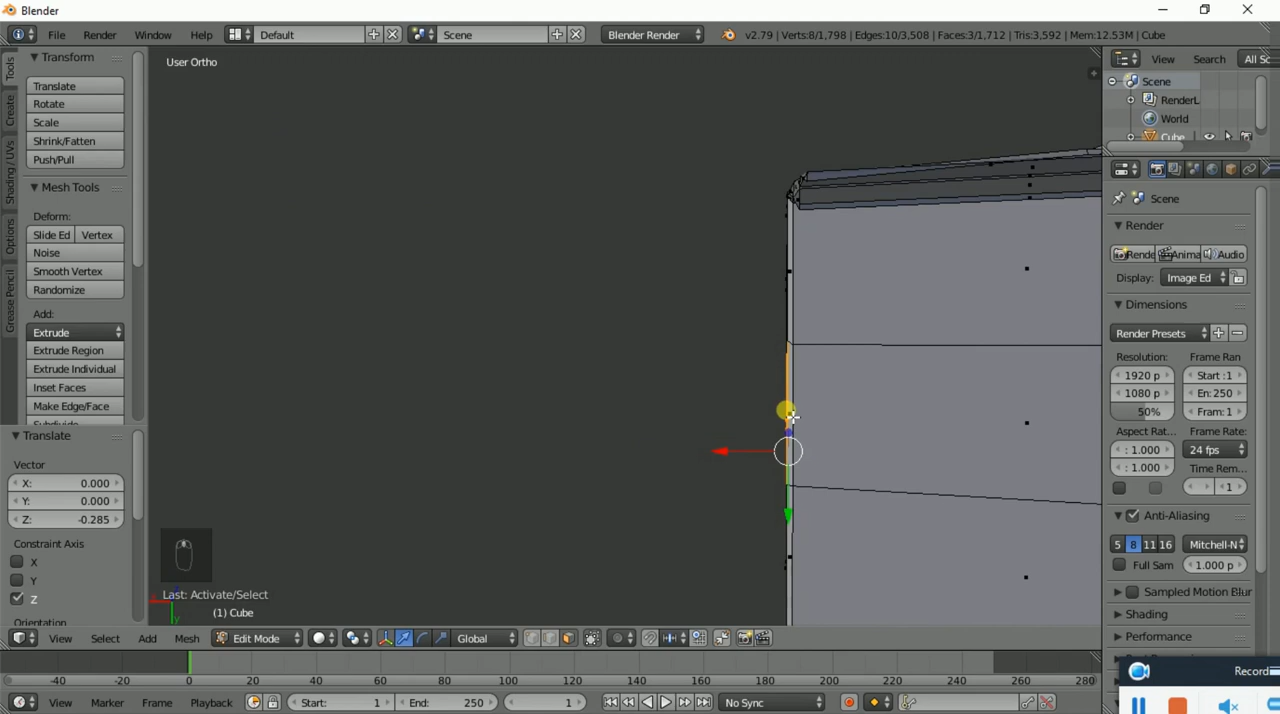 Blender
File Render Window Help Default Scene Blender Render v2.79 | Verts:8/1,798 | Edges:10/3,508 | Faces:3/1,712 | Tris:3,592 | Mem:12.53M | Cube
Tools
Create
Shading / UVs
Options
Grease Pencil
Transform
Translate
Rotate
Scale
Shrink/Fatten
Push/Pull
Mesh Tools
Deform:
Slide Ed Vertex
Noise
Smooth Vertex
Randomize
Add:
Extrude
Extrude Region
Extrude Individual
Inset Faces
Make Edge/Face
Subdivide
Translate
Vector
X: 0.000
Y: 0.000
Z: -0.285
Constraint Axis
X
Y
Z
Orientation
User Ortho
Last: Activate/Select
(1) Cube
View Search All Sc
Scene
RenderL
World
Cube
Scene
Render
Rende Anima Audio
Display: Image Ed
Dimensions
Render Presets
Resolution: Frame Ran
1920 p Start :1
1080 p En: 250
50% Fram: 1
Aspect Rat... Frame Rate:
: 1.000 24 fps
: 1.000 Time Rem...
1
Anti-Aliasing
5 8 11 16 Mitchell-N
Full Sam 1.000 p
Sampled Motion Blur
Shading
Performance
View Select Add Mesh Edit Mode Global
-40 -20 0 20 40 60 80 100 120 140 160 180 200 220 240 260 280
View Marker Frame Playback Start: 1 End: 250 1 No Sync
Record